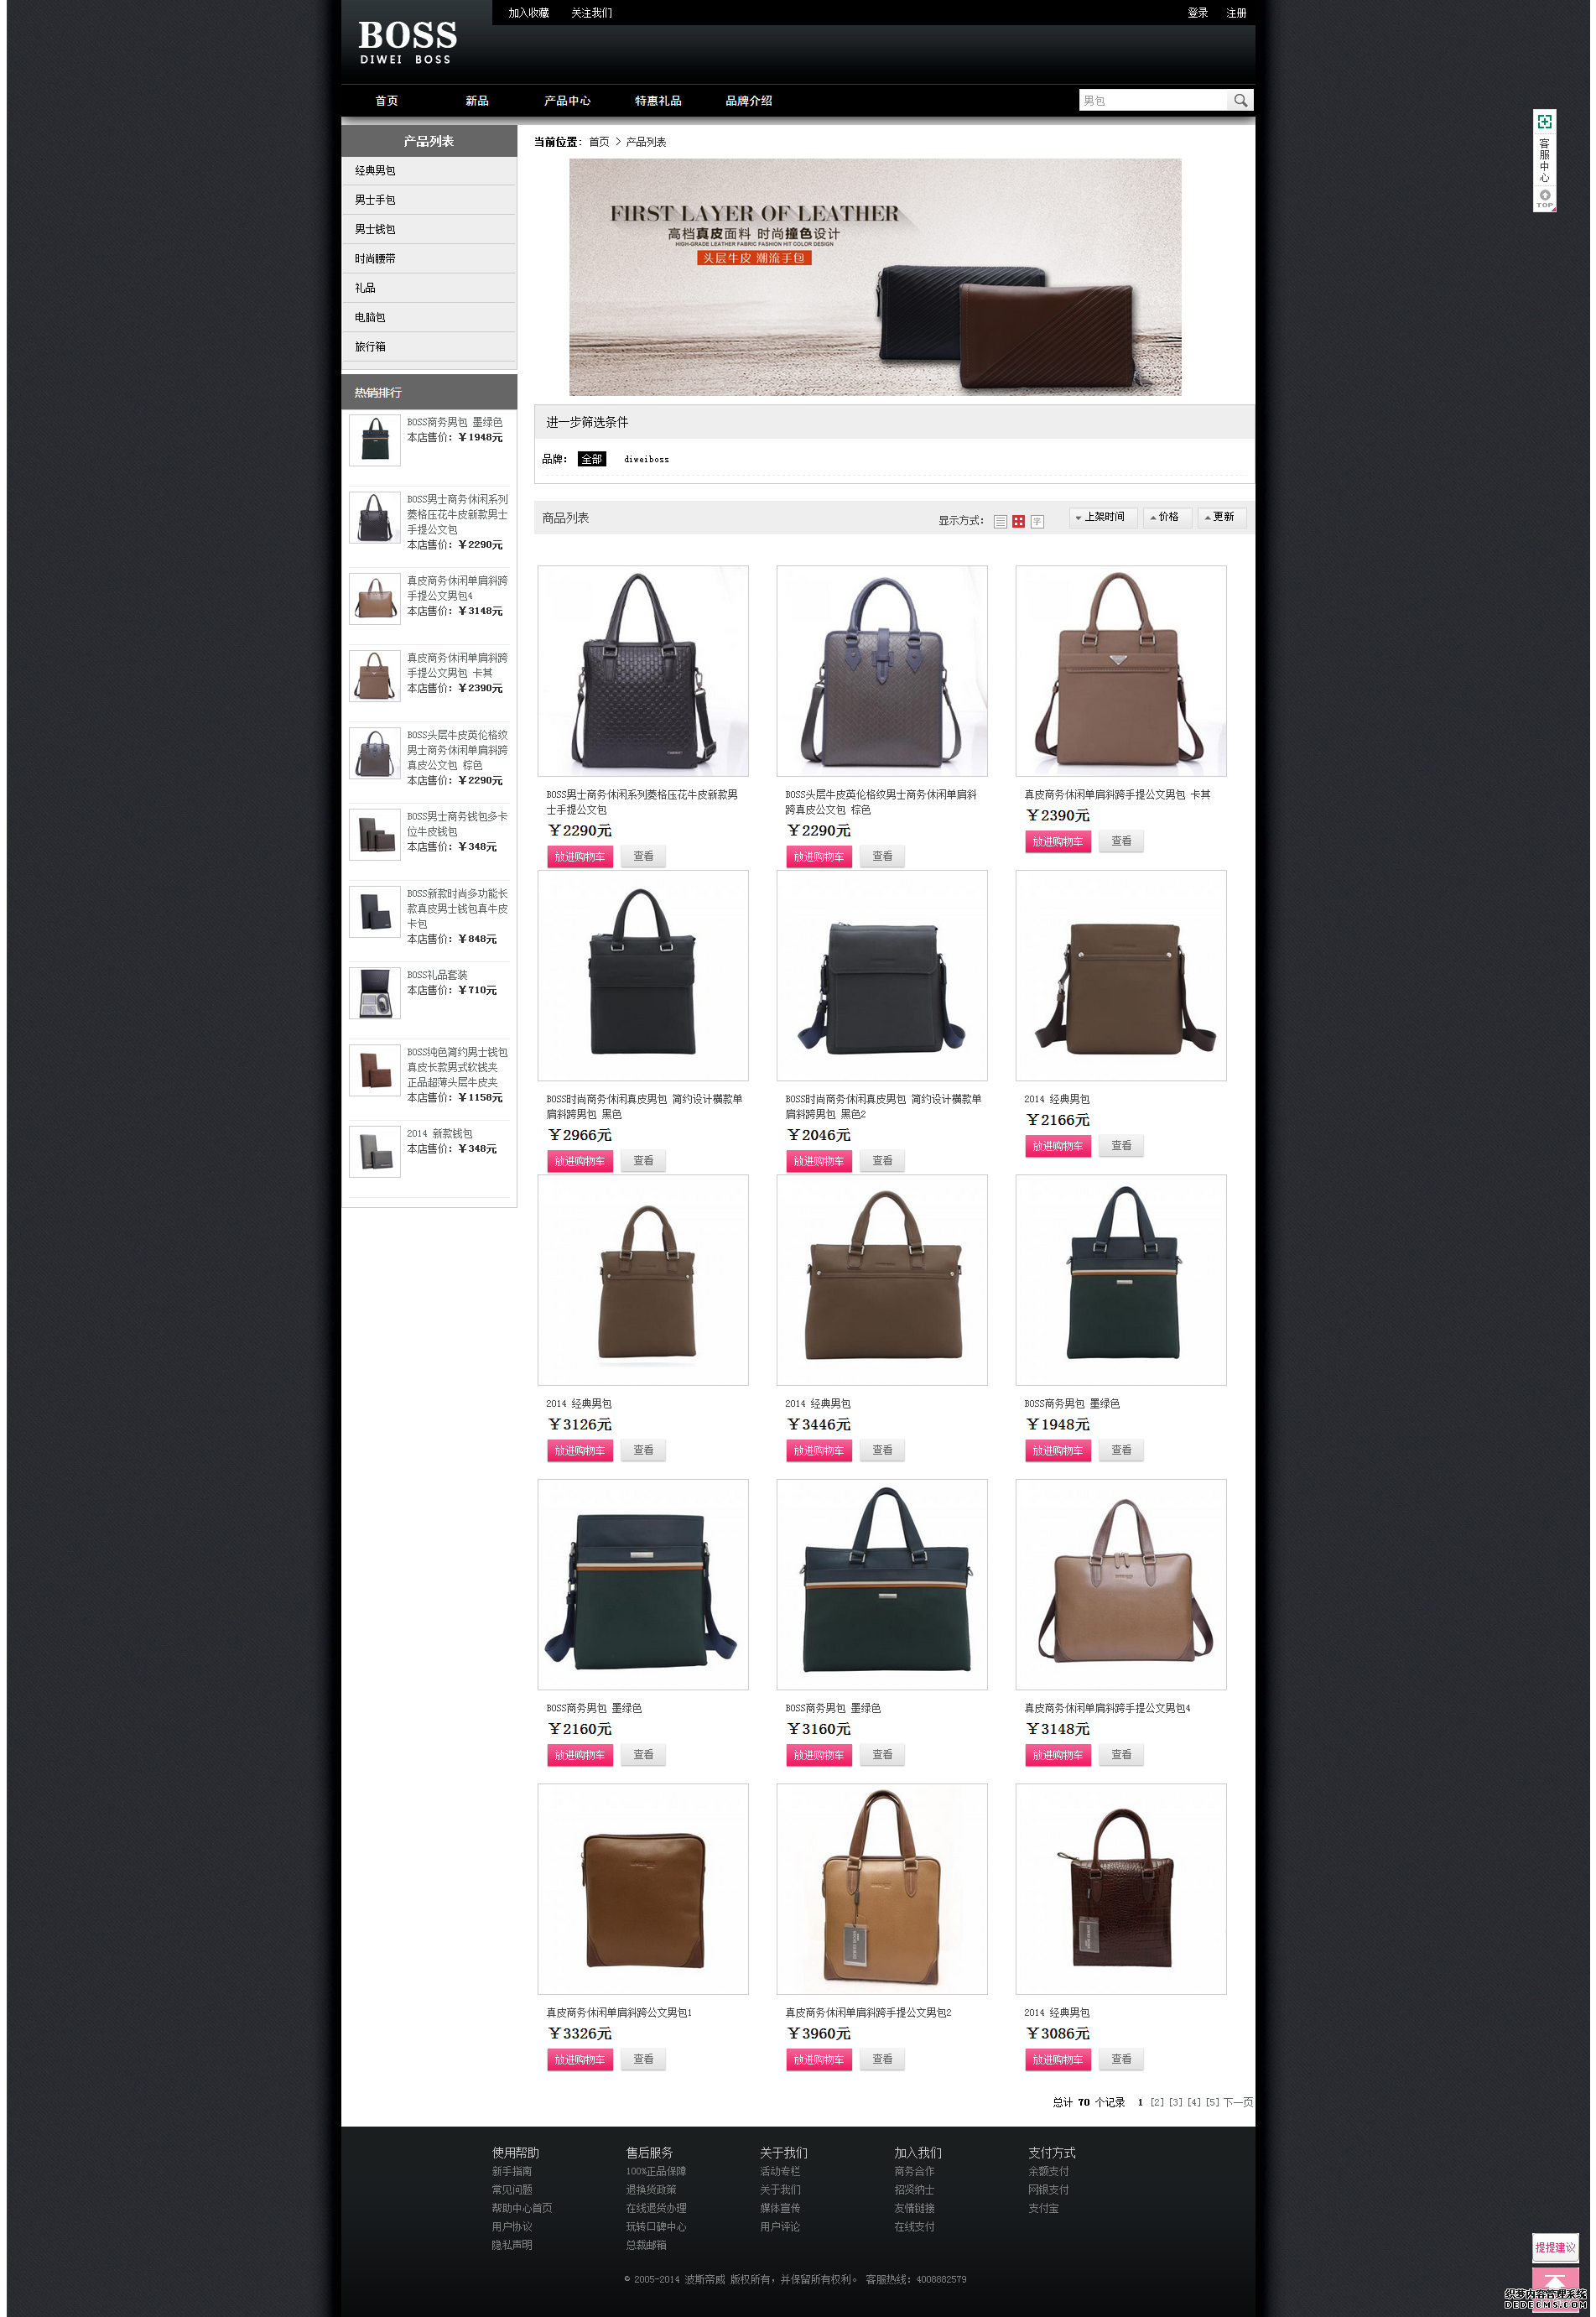 加入收藏 关注我们 登录 注册
BOSS
DIWEI BOSS
首页 新品 产品中心 特惠礼品 品牌介绍 男包
客服中心
TOP
产品列表
经典男包
男士手包
男士钱包
时尚腰带
礼品
电脑包
旅行箱
热销排行
BOSS商务男包 墨绿色
本店售价：￥1948元
BOSS男士商务休闲系列
菱格压花牛皮新款男士
手提公文包
本店售价：￥2290元
真皮商务休闲单肩斜跨
手提公文男包4
本店售价：￥3148元
真皮商务休闲单肩斜跨
手提公文男包 卡其
本店售价：￥2390元
BOSS头层牛皮英伦格纹
男士商务休闲单肩斜跨
真皮公文包 棕色
本店售价：￥2290元
BOSS男士商务钱包多卡
位牛皮钱包
本店售价：￥348元
BOSS新款时尚多功能长
款真皮男士钱包真牛皮
卡包
本店售价：￥848元
BOSS礼品套装
本店售价：￥710元
BOSS纯色简约男士钱包
真皮长款男式软钱夹
正品超薄头层牛皮夹
本店售价：￥1158元
2014 新款钱包
本店售价：￥348元
当前位置： 首页 > 产品列表
FIRST LAYER OF LEATHER
高档真皮面料 时尚撞色设计
HIGH-GRADE LEATHER FABRIC FASHION HIT COLOR DESIGN
头层牛皮 潮流手包
进一步筛选条件
品牌： 全部 diweiboss
商品列表 显示方式： 字 上架时间 价格 更新
BOSS男士商务休闲系列菱格压花牛皮新款男
士手提公文包
￥2290元
放进购物车 查看
BOSS头层牛皮英伦格纹男士商务休闲单肩斜
跨真皮公文包 棕色
￥2290元
放进购物车 查看
真皮商务休闲单肩斜跨手提公文男包 卡其
￥2390元
放进购物车 查看
BOSS时尚商务休闲真皮男包 简约设计横款单
肩斜跨男包 黑色
￥2966元
放进购物车 查看
BOSS时尚商务休闲真皮男包 简约设计横款单
肩斜跨男包 黑色2
￥2046元
放进购物车 查看
2014 经典男包
￥2166元
放进购物车 查看
2014 经典男包
￥3126元
放进购物车 查看
2014 经典男包
￥3446元
放进购物车 查看
BOSS商务男包 墨绿色
￥1948元
放进购物车 查看
BOSS商务男包 墨绿色
￥2160元
放进购物车 查看
BOSS商务男包 墨绿色
￥3160元
放进购物车 查看
真皮商务休闲单肩斜跨手提公文男包4
￥3148元
放进购物车 查看
真皮商务休闲单肩斜跨公文男包1
￥3326元
放进购物车 查看
真皮商务休闲单肩斜跨手提公文男包2
￥3960元
放进购物车 查看
2014 经典男包
￥3086元
放进购物车 查看
总计 70 个记录 1 [2] [3] [4] [5] 下一页
使用帮助 售后服务 关于我们 加入我们 支付方式
新手指南 100%正品保障 活动专栏 商务合作 余额支付
常见问题 退换货政策 关于我们 招贤纳士 网银支付
帮助中心首页 在线退货办理 媒体宣传 友情链接 支付宝
用户协议 玩转口碑中心 用户评论 在线支付
隐私声明 总裁邮箱
© 2005-2014 波斯帝威 版权所有，并保留所有权利。 客服热线：4008882579
提提建议
织梦内容管理系统
DEDECMS.COM